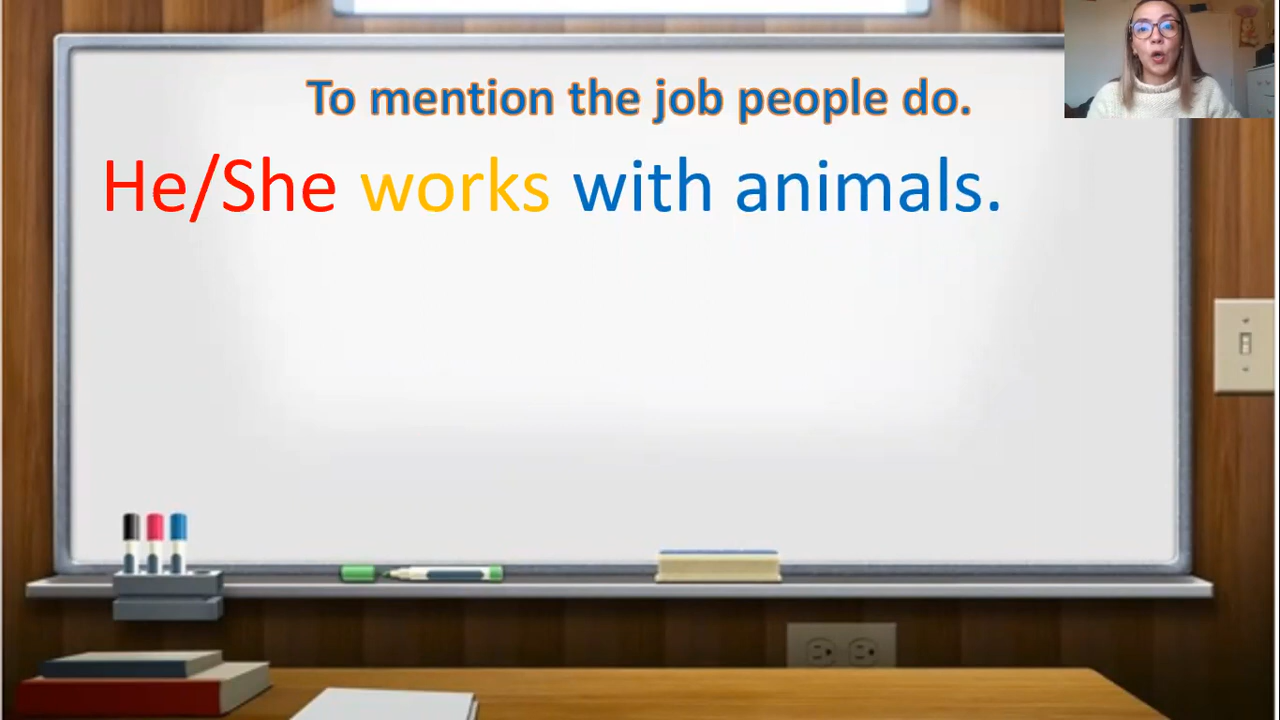 To mention the job people do.
He/She works with animals.